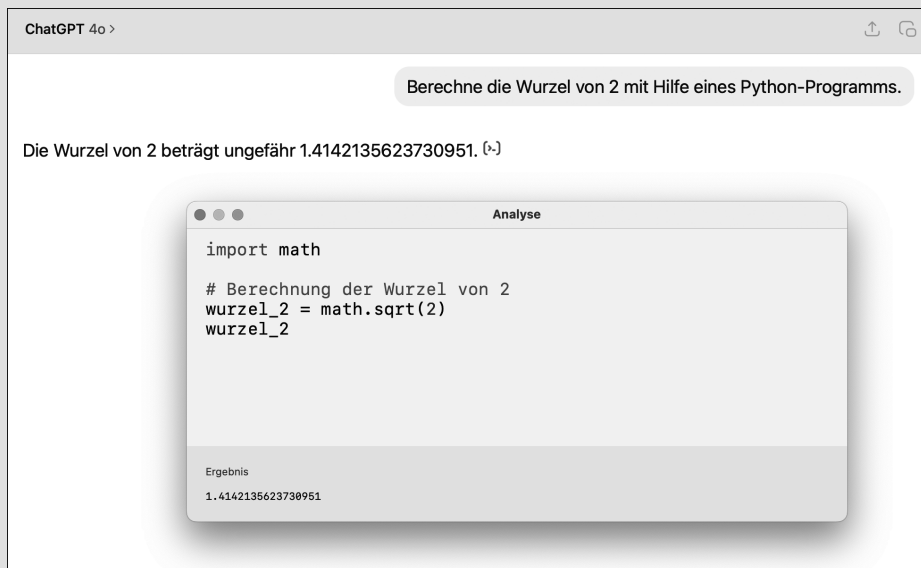 ChatGPT 4o >
Berechne die Wurzel von 2 mit Hilfe eines Python-Programms.
Die Wurzel von 2 beträgt ungefähr 1.4142135623730951. [>-]
Analyse
import math
# Berechnung der Wurzel von 2
wurzel_2 = math.sqrt(2)
wurzel_2
Ergebnis
1.4142135623730951